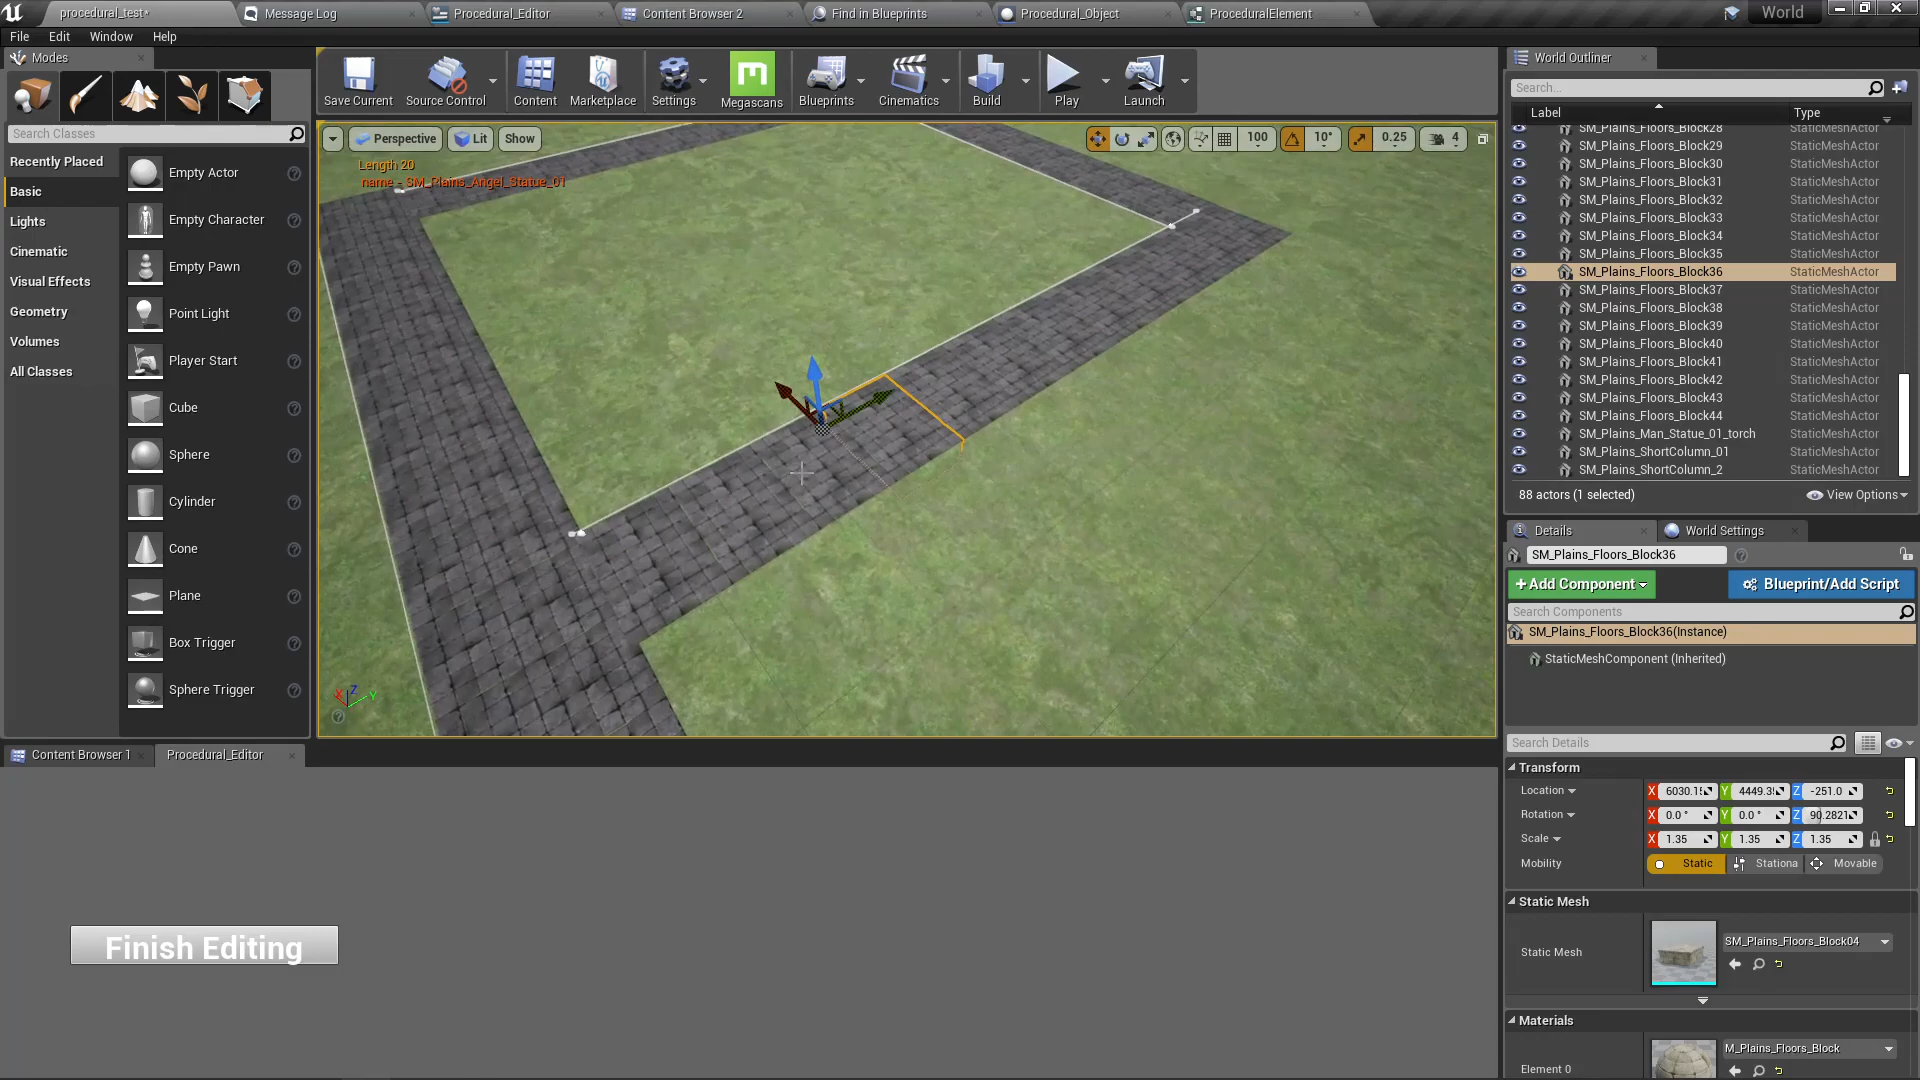 procedural_test*
Message Log
Procedural_Editor
Content Browser 2
Find in Blueprints
Procedural_Object
ProceduralElement
World
File
Edit
Window
Help
Modes
Save Current
Source Control
Content
Marketplace
Settings
Megascans
Blueprints
Cinematics
Build
Play
Launch
Search Classes
Recently Placed
Basic
Lights
Cinematic
Visual Effects
Geometry
Volumes
All Classes
Empty Actor
Empty Character
Empty Pawn
Point Light
Player Start
Cube
Sphere
Cylinder
Cone
Plane
Box Trigger
Sphere Trigger
Perspective
Lit
Show
100
10°
0.25
4
Length 20
name - SM_Plains_Angel_Statue_01
X
Z
Y
World Outliner
Search...
Label
Type
SM_Plains_Floors_Block28 StaticMeshActor
SM_Plains_Floors_Block29 StaticMeshActor
SM_Plains_Floors_Block30 StaticMeshActor
SM_Plains_Floors_Block31 StaticMeshActor
SM_Plains_Floors_Block32 StaticMeshActor
SM_Plains_Floors_Block33 StaticMeshActor
SM_Plains_Floors_Block34 StaticMeshActor
SM_Plains_Floors_Block35 StaticMeshActor
SM_Plains_Floors_Block36 StaticMeshActor
SM_Plains_Floors_Block37 StaticMeshActor
SM_Plains_Floors_Block38 StaticMeshActor
SM_Plains_Floors_Block39 StaticMeshActor
SM_Plains_Floors_Block40 StaticMeshActor
SM_Plains_Floors_Block41 StaticMeshActor
SM_Plains_Floors_Block42 StaticMeshActor
SM_Plains_Floors_Block43 StaticMeshActor
SM_Plains_Floors_Block44 StaticMeshActor
SM_Plains_Man_Statue_01_torch StaticMeshActor
SM_Plains_ShortColumn_01 StaticMeshActor
SM_Plains_ShortColumn_2 StaticMeshActor
88 actors (1 selected)
View Options
Details
World Settings
SM_Plains_Floors_Block36
+Add Component
Blueprint/Add Script
Search Components
SM_Plains_Floors_Block36(Instance)
StaticMeshComponent (Inherited)
Search Details
Transform
Location X 6030.1 Y 4449.3 Z -251.0
Rotation X 0.0 ° Y 0.0 ° Z 90.2821
Scale X 1.35 Y 1.35 Z 1.35
Mobility Static Stationa Movable
Static Mesh
Static Mesh
SM_Plains_Floors_Block04
Materials
Element 0
M_Plains_Floors_Block
Content Browser 1
Procedural_Editor
Finish Editing